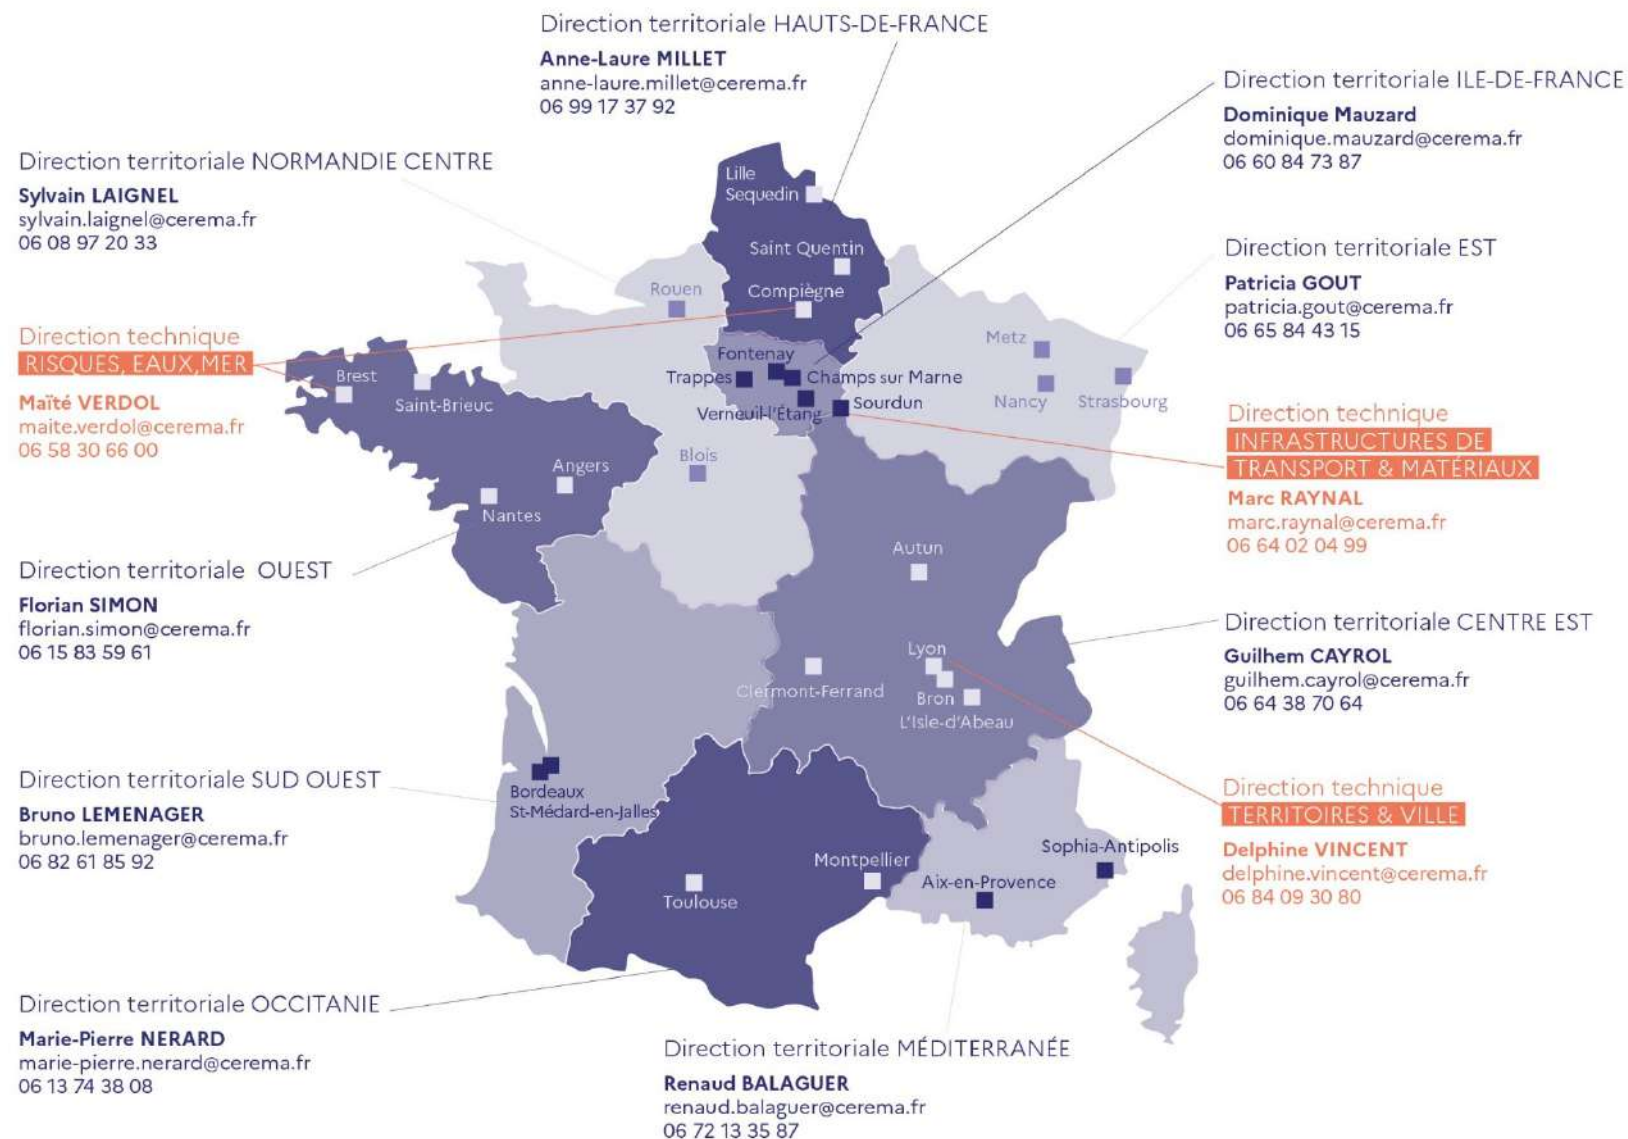 Direction territoriale HAUTS-DE-FRANCE
Anne-Laure MILLET
anne-laure.millet@cerema.fr
06 99 17 37 92
Direction territoriale ILE-DE-FRANCE
Dominique Mauzard
dominique.mauzard@cerema.fr
06 60 84 73 87
Direction territoriale NORMANDIE CENTRE
Sylvain LAIGNEL
sylvain.laignel@cerema.fr
06 08 97 20 33
Direction territoriale EST
Patricia GOUT
patricia.gout@cerema.fr
06 65 84 43 15
Direction technique
RISQUES, EAUX,MER
Maïté VERDOL
maite.verdol@cerema.fr
06 58 30 66 00
Direction technique
INFRASTRUCTURES DE
TRANSPORT & MATÉRIAUX
Marc RAYNAL
marc.raynal@cerema.fr
06 64 02 04 99
Direction territoriale OUEST
Florian SIMON
florian.simon@cerema.fr
06 15 83 59 61
Direction territoriale CENTRE EST
Guilhem CAYROL
guilhem.cayrol@cerema.fr
06 64 38 70 64
Direction territoriale SUD OUEST
Bruno LEMENAGER
bruno.lemenager@cerema.fr
06 82 61 85 92
Direction technique
TERRITOIRES & VILLE
Delphine VINCENT
delphine.vincent@cerema.fr
06 84 09 30 80
Direction territoriale OCCITANIE
Marie-Pierre NERARD
marie-pierre.nerard@cerema.fr
06 13 74 38 08
Direction territoriale MÉDITERRANÉE
Renaud BALAGUER
renaud.balaguer@cerema.fr
06 72 13 35 87
Lille
Sequedin
Saint Quentin
Compiègne
Rouen
Fontenay
Trappes
Champs sur Marne
Verneuil-l'Étang
Sourdun
Metz
Nancy
Strasbourg
Brest
Saint-Brieuc
Angers
Nantes
Blois
Autun
Lyon
Clermont-Ferrand
Bron
L'Isle-d'Abeau
Bordeaux
St-Médard-en-Jalles
Toulouse
Montpellier
Aix-en-Provence
Sophia-Antipolis